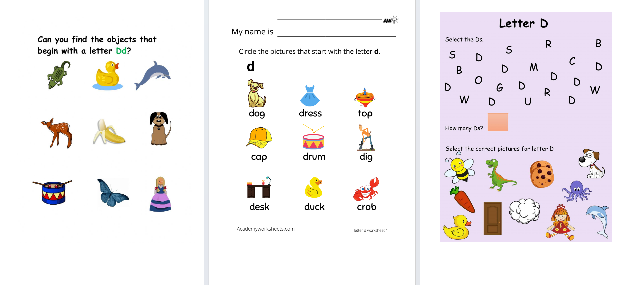 Can you find the objects that
begin with a letter Dd?
My name is
Circle the pictures that start with the letter d.
d
dog
dress
top
cap
drum
dig
desk
duck
crab
Letter D
Select the Ds.
S D S R B
B D M C D
D O G D D D W
W D U R D
How many Ds?
Select the correct pictures for letter D